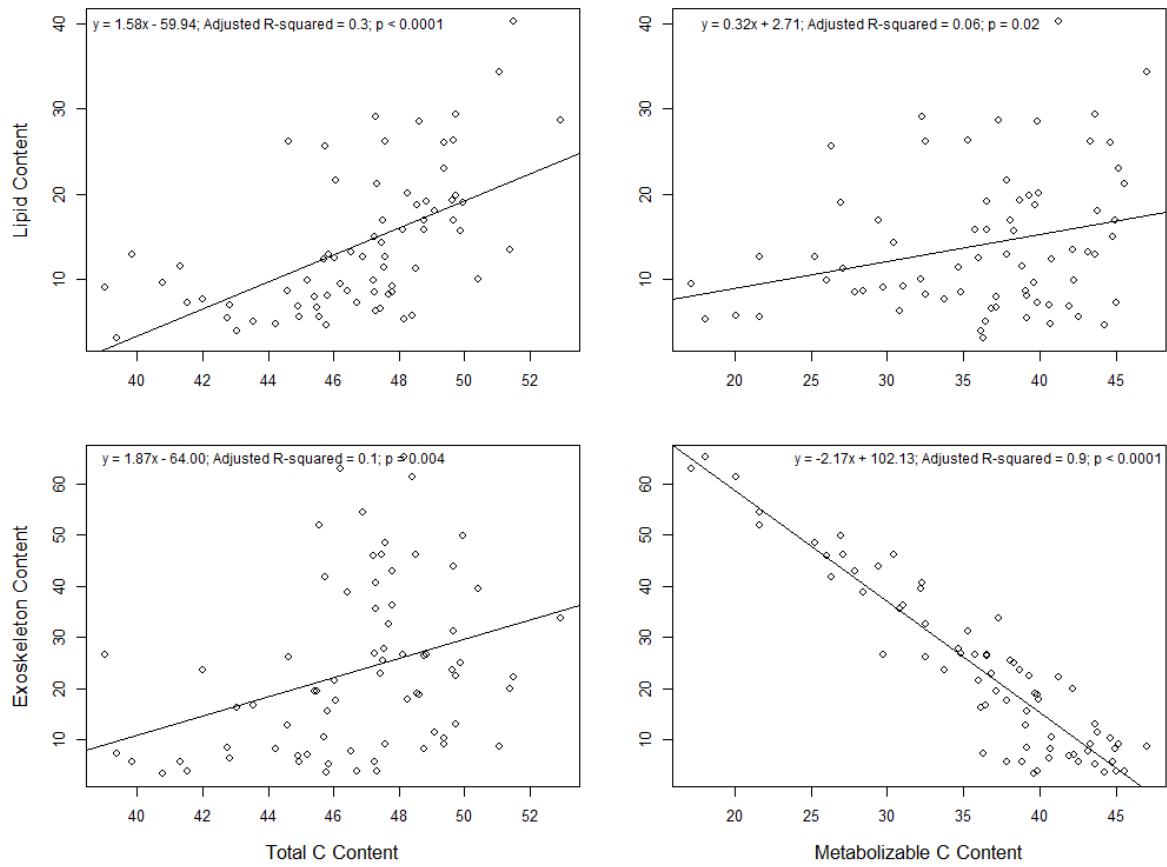 y = 1.58x - 59.94; Adjusted R-squared = 0.3; p < 0.0001
y = 0.32x + 2.71; Adjusted R-squared = 0.06; p = 0.02
Lipid Content
40
30
20
10
40
30
20
10
40 42 44 46 48 50 52
20 25 30 35 40 45
y = 1.87x - 64.00; Adjusted R-squared = 0.1; p = 0.004
y = -2.17x + 102.13; Adjusted R-squared = 0.9; p < 0.0001
Exoskeleton Content
60
50
40
30
20
10
60
50
40
30
20
10
40 42 44 46 48 50 52
20 25 30 35 40 45
Total C Content
Metabolizable C Content